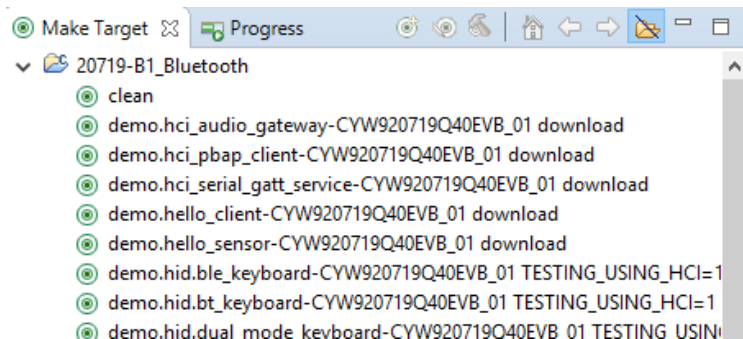 Make Target Progress
20719-B1_Bluetooth
clean
demo.hci_audio_gateway-CYW920719Q40EVB_01 download
demo.hci_pbap_client-CYW920719Q40EVB_01 download
demo.hci_serial_gatt_service-CYW920719Q40EVB_01 download
demo.hello_client-CYW920719Q40EVB_01 download
demo.hello_sensor-CYW920719Q40EVB_01 download
demo.hid.ble_keyboard-CYW920719Q40EVB_01 TESTING_USING_HCI=1
demo.hid.bt_keyboard-CYW920719Q40EVB_01 TESTING_USING_HCI=1
demo.hid.dual_mode_keyboard-CYW920719Q40EVB_01